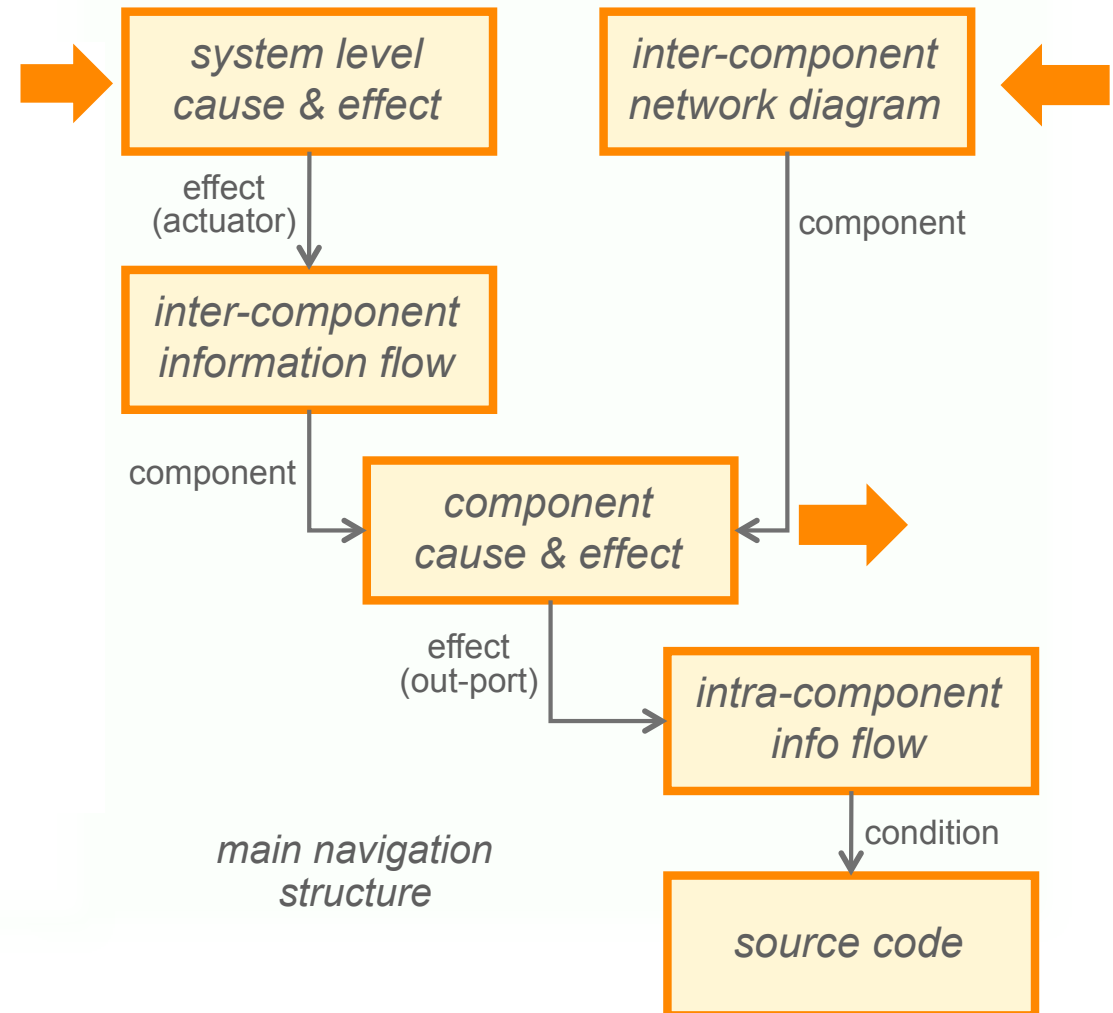 system level
cause & effect
inter-component
network diagram
effect
(actuator)
component
inter-component
information flow
component
component
cause & effect
effect
(out-port)
intra-component
info flow
condition
main navigation
structure
source code